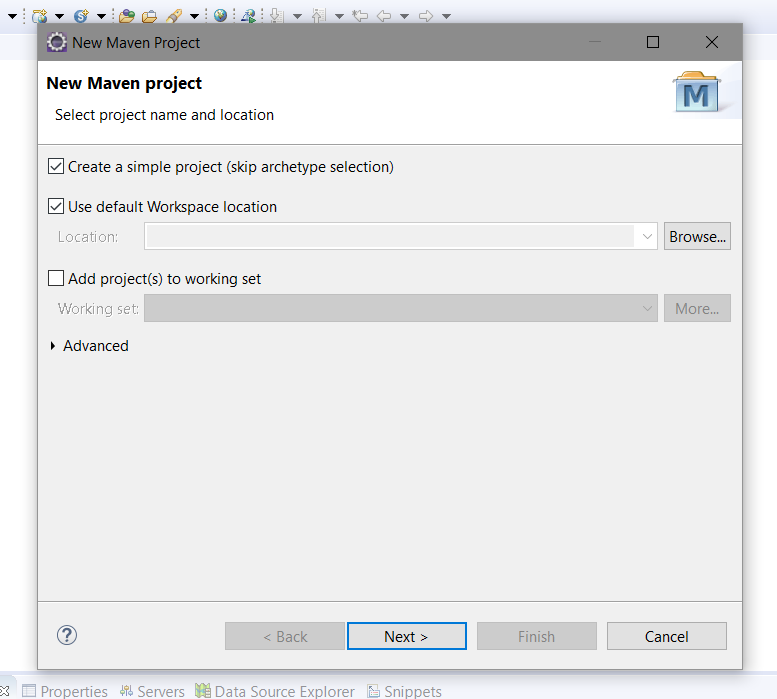 New Maven Project
New Maven project
Select project name and location
M
Create a simple project (skip archetype selection)
Use default Workspace location
Location:
Browse...
Add project(s) to working set
Working set:
More...
Advanced
?
< Back
Next >
Finish
Cancel
Properties
Servers
Data Source Explorer
Snippets